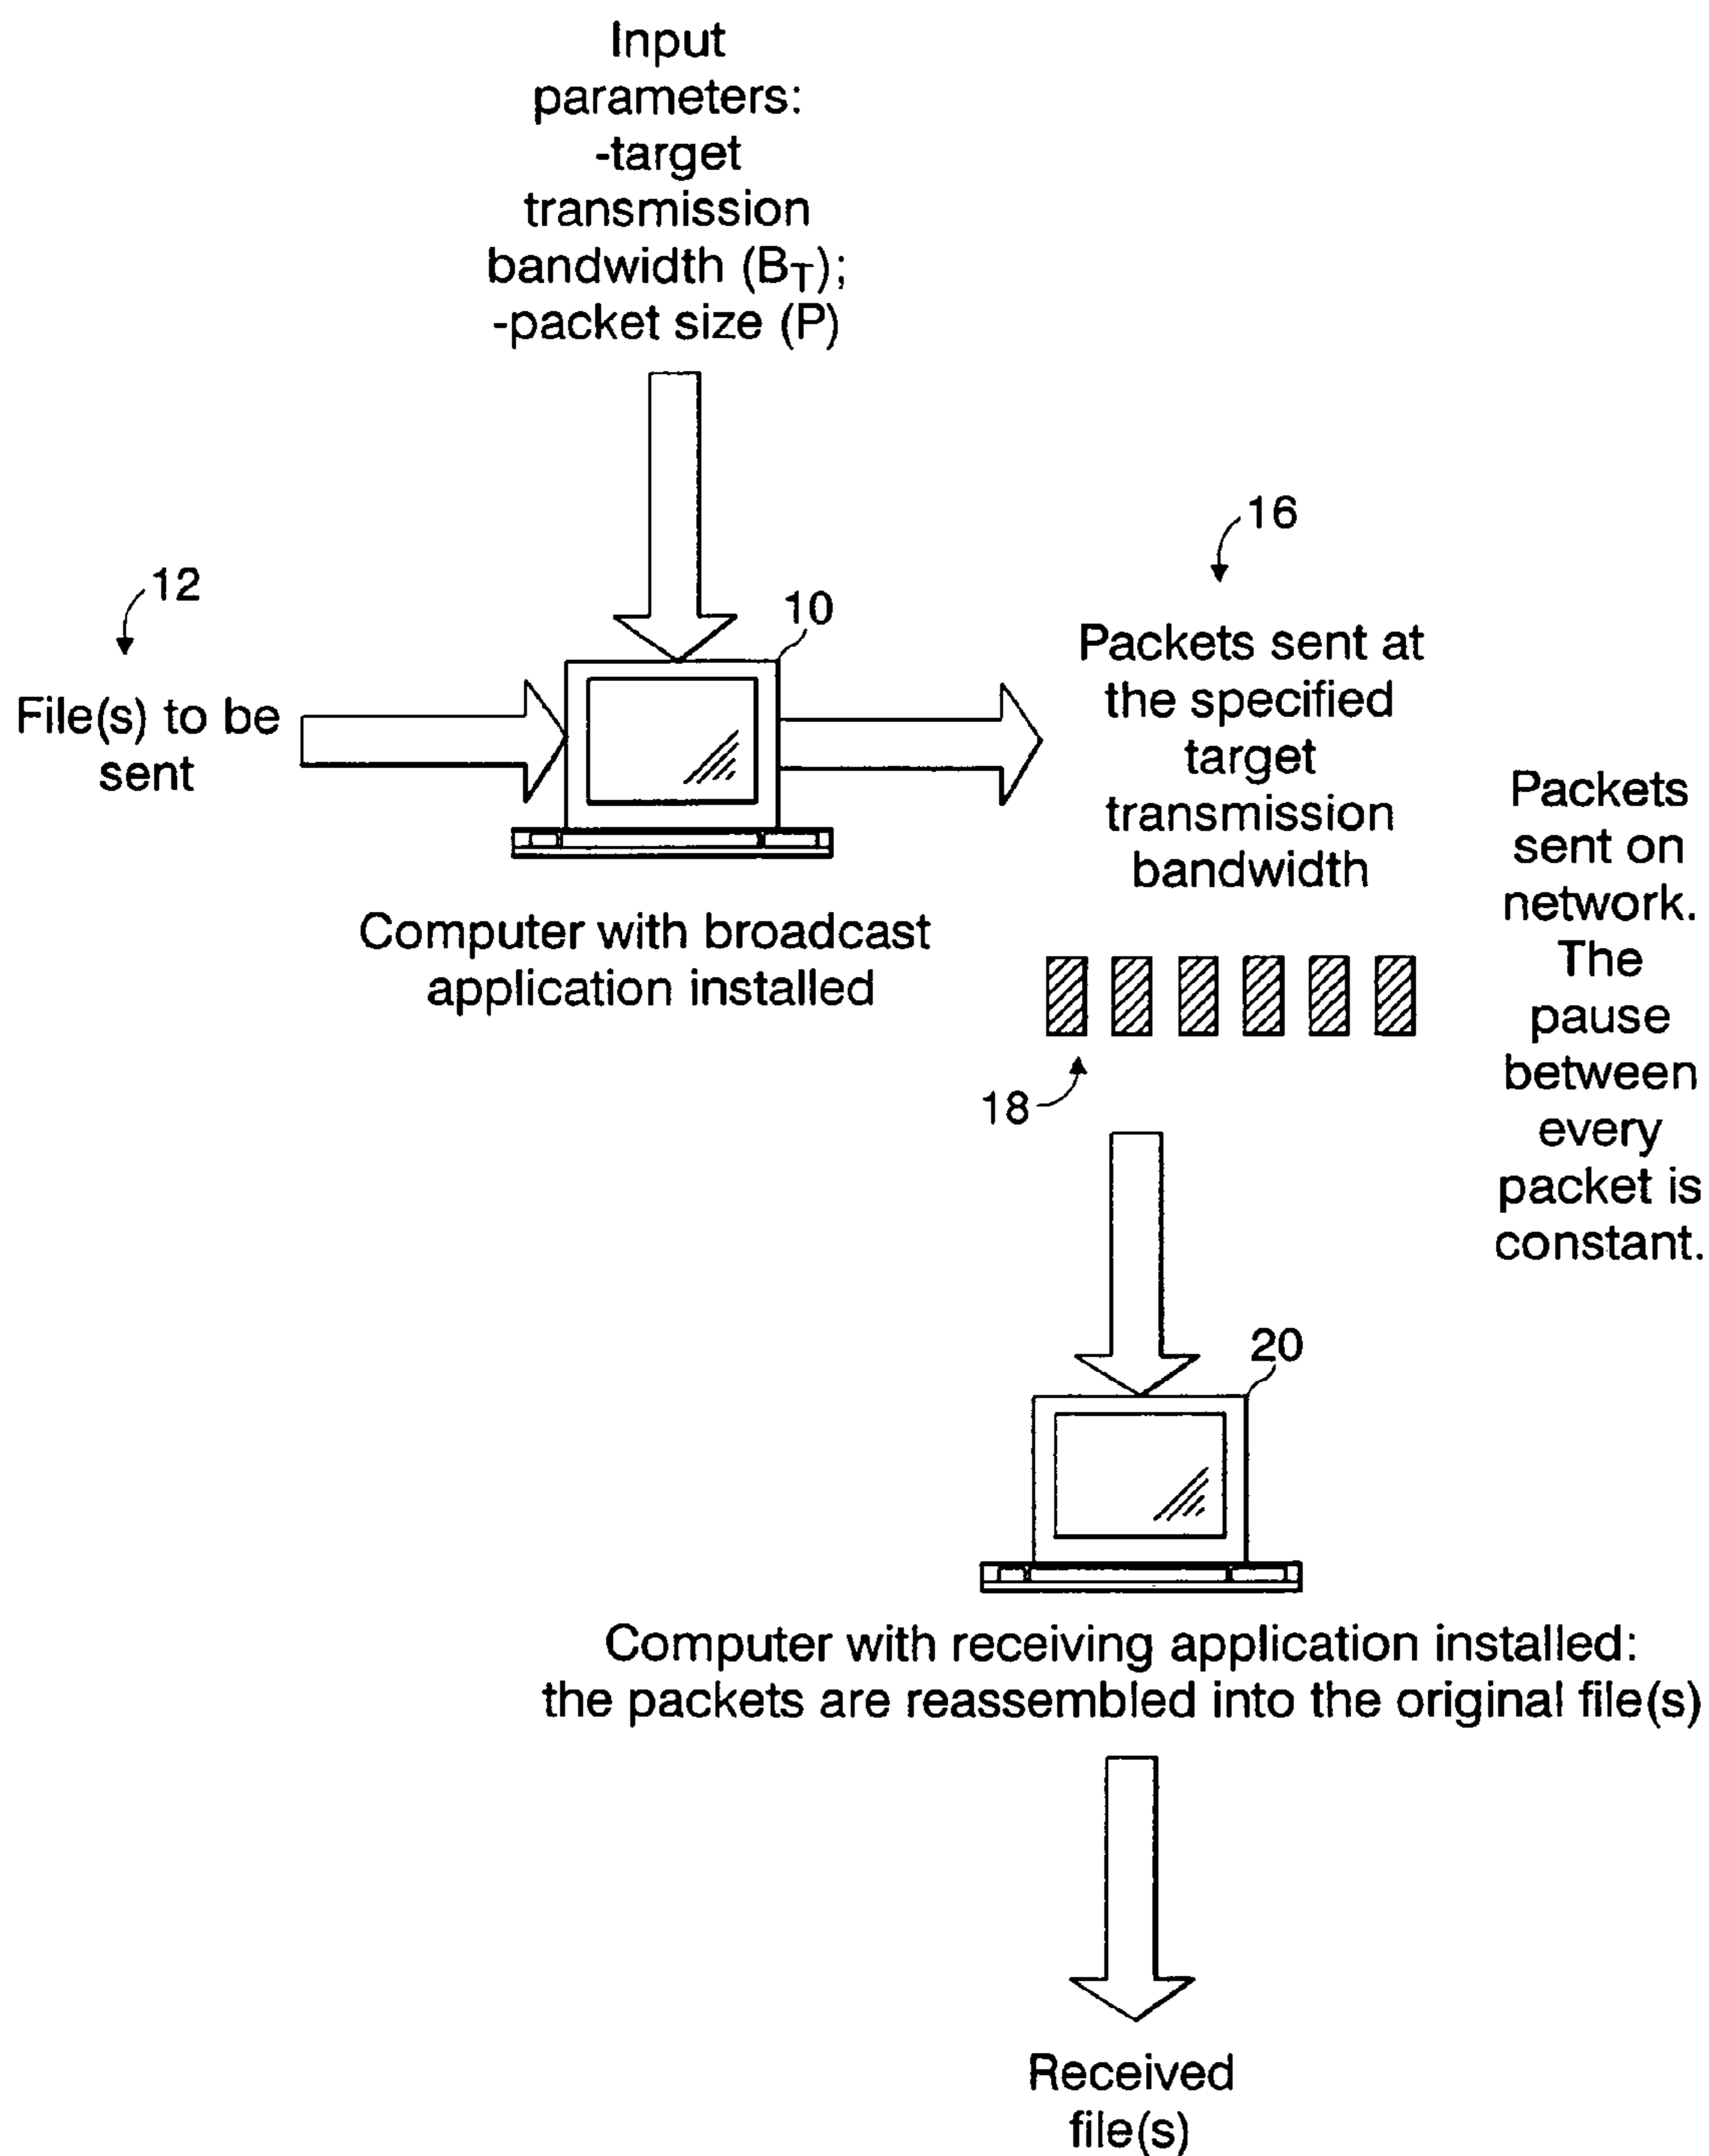 Input
parameters:
-target
transmission
bandwidth (BT);
-packet size (P)
16
12
10
File(s) to be
sent
Packets sent at
the specified
target
transmission
bandwidth
Computer with broadcast
application installed
Packets
sent on
network.
The
pause
between
every
packet is
constant.
18
20
Computer with receiving application installed:
the packets are reassembled into the original file(s)
Received
file(s)